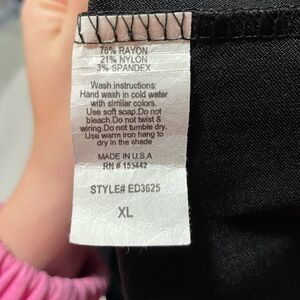 76% RAYON
21% NYLON
3% SPANDEX
Wash instructions:
Hand wash in cold water
with similar colors.
Use soft soap.Do not
bleach.Do not twist &
wiring.Do not tumble dry.
Use warm iron hang to
dry in the shade
MADE IN U.S.A
RN # 155442
STYLE# ED3625
XL